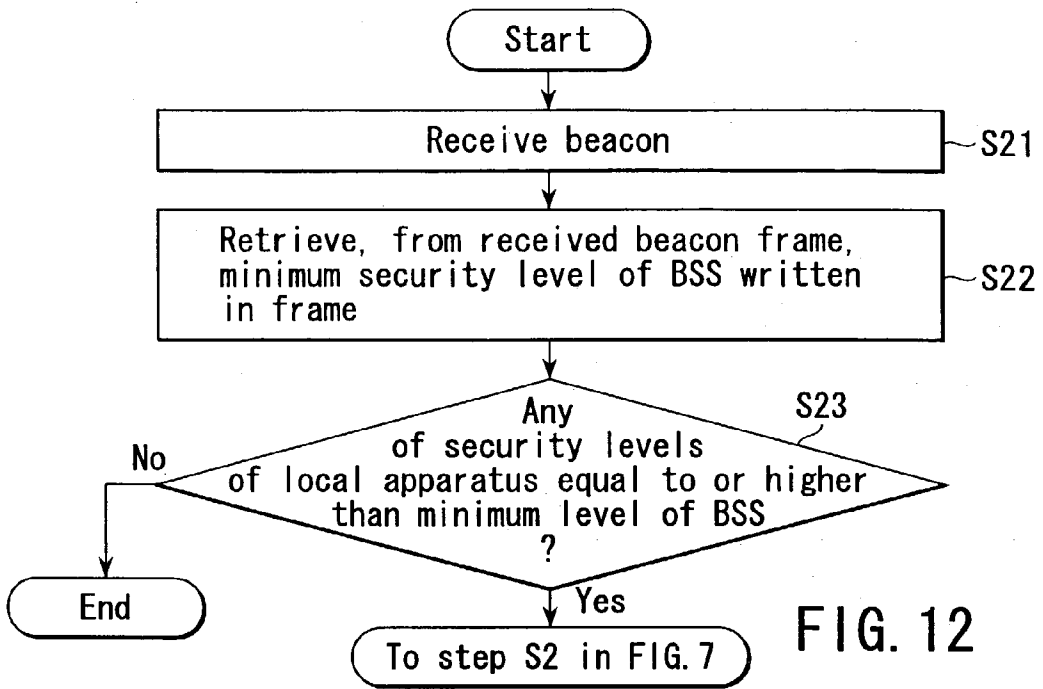 Start
Receive beacon
S21
Retrieve, from received beacon frame,
minimum security level of BSS written
in frame
S22
S23
Any
of security levels
of local apparatus equal to or higher
than minimum level of BSS
?
No
Yes
End
To step S2 in FIG. 7
FIG. 12